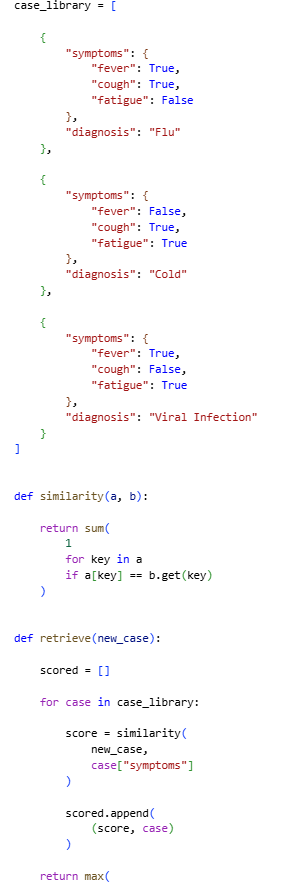 case_library = [
    {
        "symptoms": {
            "fever": True,
            "cough": True,
            "fatigue": False
        },
        "diagnosis": "Flu"
    },
    {
        "symptoms": {
            "fever": False,
            "cough": True,
            "fatigue": True
        },
        "diagnosis": "Cold"
    },
    {
        "symptoms": {
            "fever": True,
            "cough": False,
            "fatigue": True
        },
        "diagnosis": "Viral Infection"
    }
]
def similarity(a, b):
    return sum(
        1
        for key in a
        if a[key] == b.get(key)
    )
def retrieve(new_case):
    scored = []
    for case in case_library:
        score = similarity(
            new_case,
            case["symptoms"]
        )
        scored.append(
            (score, case)
        )
    return max(